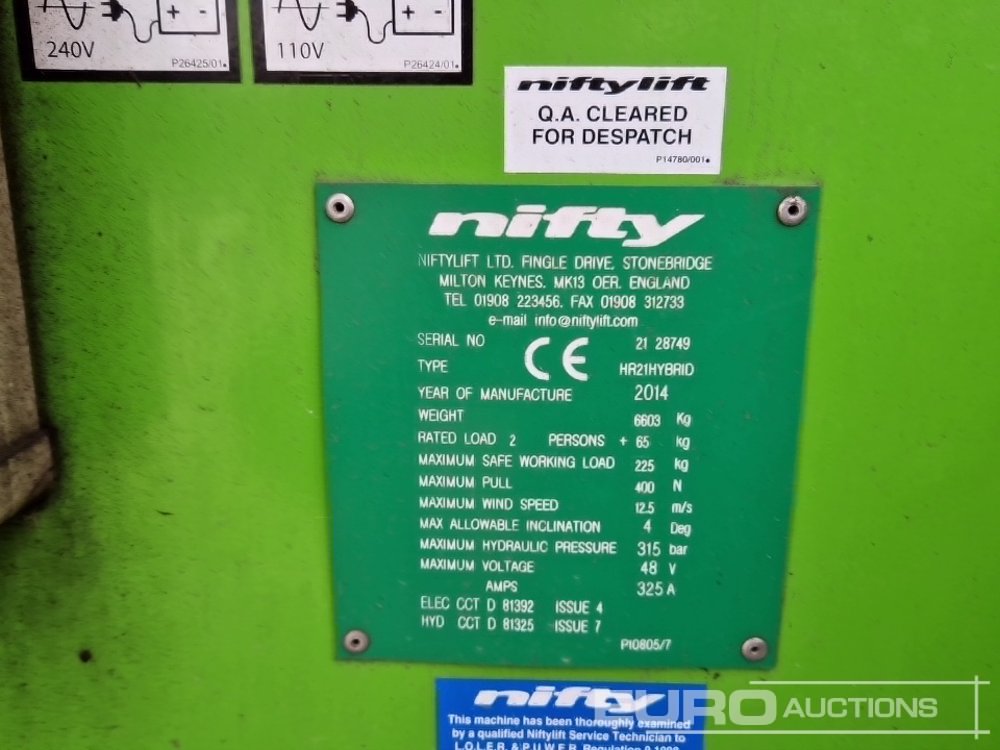 + -
+ -
240V
P26425/01
110V
P26424/01
niftylift
Q.A. CLEARED
FOR DESPATCH
P14780/001
nifty
NIFTYLIFT LTD. FINGLE DRIVE. STONEBRIDGE
MILTON KEYNES. MK13 OER. ENGLAND
TEL 01908 223456. FAX 01908 312733
e-mail info@niftylift.com
SERIAL NO 21 28749
TYPE CE HR21HYBRID
YEAR OF MANUFACTURE 2014
WEIGHT 6603 Kg
RATED LOAD 2 PERSONS + 65 kg
MAXIMUM SAFE WORKING LOAD 225 kg
MAXIMUM PULL 400 N
MAXIMUM WIND SPEED 12.5 m/s
MAX ALLOWABLE INCLINATION 4 Deg
MAXIMUM HYDRAULIC PRESSURE 315 bar
MAXIMUM VOLTAGE 48 V
AMPS 325 A
ELEC CCT D 81392 ISSUE 4
HYD CCT D 81325 ISSUE 7
P10805/7
nifty
EURO AUCTIONS
This machine has been thoroughly examined
by a qualified Niftylift Service Technician to
L.O.L.E.R. & P.U.W.E.R. Regulation 9 1998